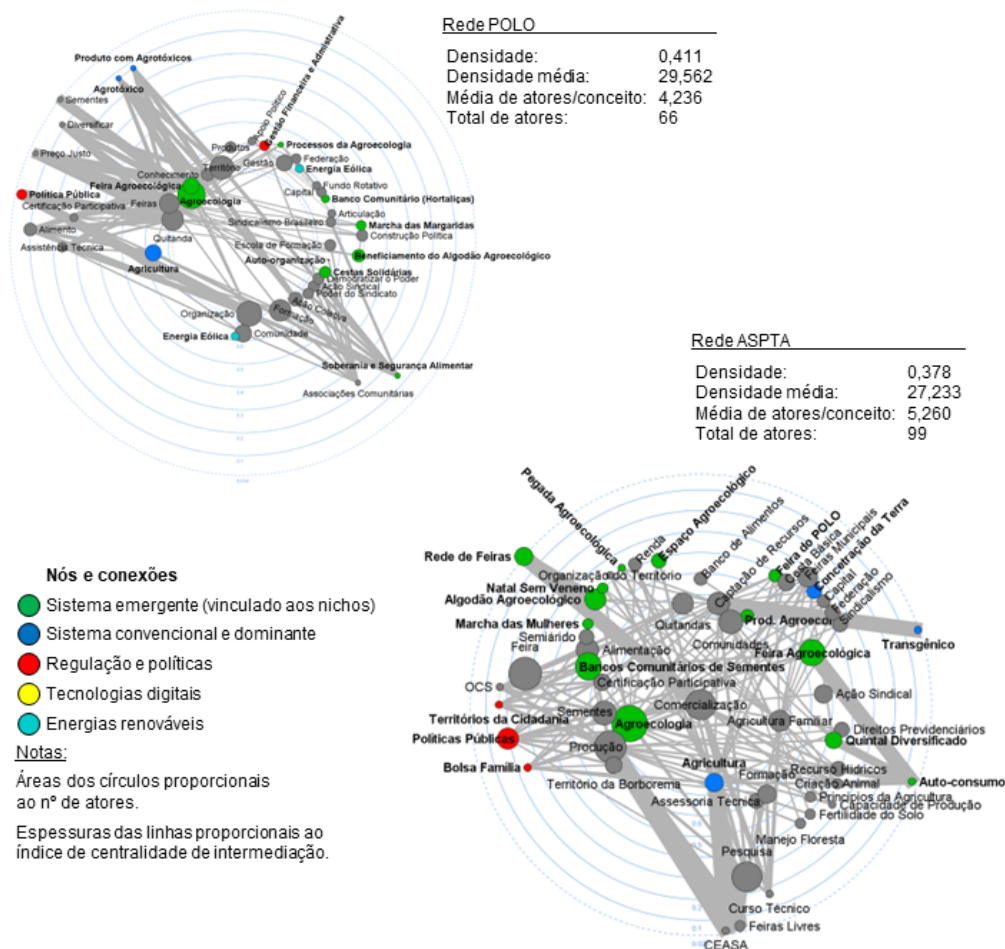 Rede POLO
Densidade: 0,411
Densidade média: 29,562
Média de atores/conceito: 4,236
Total de atores: 66
Produto com Agrotóxicos
Agrotóxico
Sementes
Diversificar
Preço Justo
Política Pública
Certificação Participativa
Alimento
Assistência Técnica
Agricultura
Apoio Político
Gestão Financeira e Admistrativa
Produtos
Processos da Agroecologia
Território
Gestão
Federação
Energia Eólica
Conhecimento
Feira Agroecológica
Feiras
Agroecologia
Quitanda
Fundo Rotativo
Capital
Banco Comunitário (Hortaliças)
Articulação
Sindicalismo Brasileiro
Marcha das Margaridas
Construção Política
Escola de Formação
Beneficiamento do Algodão Agroecológico
Auto-organização
Cestas Solidárias
Democratizar o Poder
Ação Sindical
Poder do Sindicato
Ação Coletiva
Formação
Organização
Energia Eólica
Comunidade
Soberania e Segurança Alimentar
Associações Comunitárias
Rede ASPTA
Densidade: 0,378
Densidade média: 27,233
Média de atores/conceito: 5,260
Total de atores: 99
Pegada Agroecológica
Renda
Espaço Agroecológico
Banco de Alimentos
Captação de Recursos
Feira do POLO
Cesta Básica
Feiras Municipais
Concetração da Terra
Capital
Federação
Sindicalismo
Rede de Feiras
Organização do Território
Natal Sem Veneno
Algodão Agroecológico
Quitandas
Prod. Agroecol
Transgênico
Marcha das Mulheres
Semiárido
Feira
Alimentação
Comunidades
Feira Agroecológica
Bancos Comunitários de Sementes
Certificação Participativa
OCS
Ação Sindical
Sementes
Comercialização
Territórios da Cidadania
Agroecologia
Agricultura Familiar
Direitos Previdenciários
Políticas Públicas
Quintal Diversificado
Produção
Agricultura
Bolsa Família
Território da Borborema
Formação
Recurso Hídricos
Criação Animal
Auto-consumo
Assessoria Técnica
Princípios da Agricultura
Capacidade de Produção
Fertilidade do Solo
Manejo Floresta
Pesquisa
Curso Técnico
Feiras Livres
CEASA
Nós e conexões
Sistema emergente (vinculado aos nichos)
Sistema convencional e dominante
Regulação e políticas
Tecnologias digitais
Energias renováveis
Notas:
Áreas dos círculos proporcionais
ao nº de atores.
Espessuras das linhas proporcionais ao
índice de centralidade de intermediação.